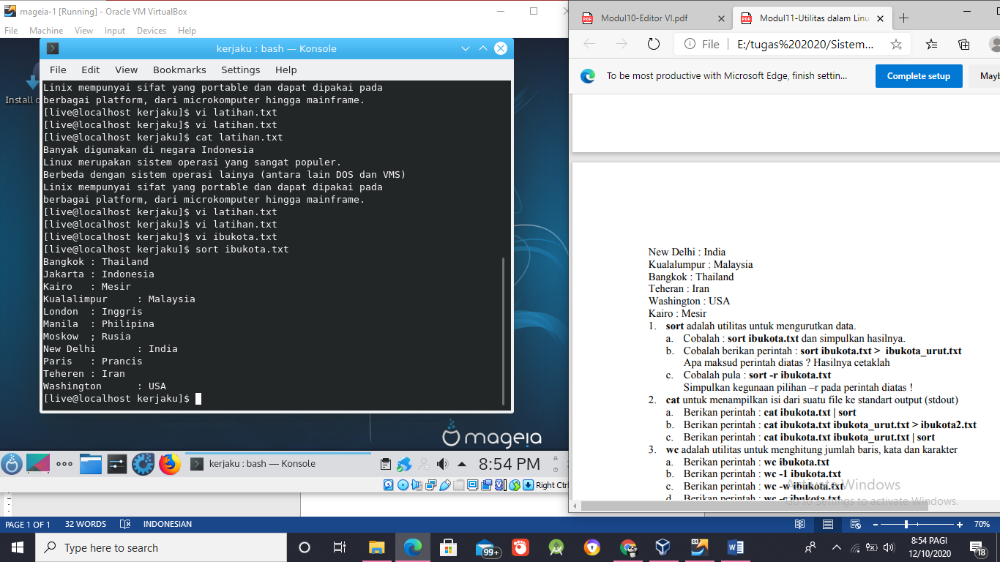 mageia-1 [Running] - Oracle VM VirtualBox
File Machine View Input Devices Help
Install
kerjaku : bash — Konsole
File Edit View Bookmarks Settings Help
Linix mempunyai sifat yang portable dan dapat dipakai pada
berbagai platform, dari microkomputer hingga mainframe.
[live@localhost kerjaku]$ vi latihan.txt
[live@localhost kerjaku]$ vi latihan.txt
[live@localhost kerjaku]$ cat latihan.txt
Banyak digunakan di negara Indonesia
Linux merupakan sistem operasi yang sangat populer.
Berbeda dengan sistem operasi lainya (antara lain DOS dan VMS)
Linix mempunyai sifat yang portable dan dapat dipakai pada
berbagai platform, dari microkomputer hingga mainframe.
[live@localhost kerjaku]$ vi latihan.txt
[live@localhost kerjaku]$ vi latihan.txt
[live@localhost kerjaku]$ vi ibukota.txt
[live@localhost kerjaku]$ sort ibukota.txt
Bangkok : Thailand
Jakarta : Indonesia
Kairo : Mesir
Kualalimpur : Malaysia
London : Inggris
Manila : Philipina
Moskow ; Rusia
New Delhi : India
Paris : Prancis
Teheren : Iran
Washington : USA
[live@localhost kerjaku]$
mageia
kerjaku : bash — Konsole
8:54 PM
Right Ctrl
Modul10-Editor VI.pdf
Modul11-Utilitas dalam Linu
File
E:/tugas%202020/Sistem...
To be most productive with Microsoft Edge, finish settin...
Complete setup
Mayb
New Delhi : India
Kualalumpur : Malaysia
Bangkok : Thailand
Teheran : Iran
Washington : USA
Kairo : Mesir
1. sort adalah utilitas untuk mengurutkan data.
a. Cobalah : sort ibukota.txt dan simpulkan hasilnya.
b. Cobalah berikan perintah : sort ibukota.txt > ibukota_urut.txt
Apa maksud perintah diatas ? Hasilnya cetaklah
c. Cobalah pula : sort -r ibukota.txt
Simpulkan kegunaan pilihan –r pada perintah diatas !
2. cat untuk menampilkan isi dari suatu file ke standart output (stdout)
a. Berikan perintah : cat ibukota.txt | sort
b. Berikan perintah : cat ibukota.txt ibukota_urut.txt > ibukota2.txt
c. Berikan perintah : cat ibukota.txt ibukota_urut.txt | sort
3. wc adalah utilitas untuk menghitung jumlah baris, kata dan karakter
a. Berikan perintah : wc ibukota.txt
b. Berikan perintah : wc -1 ibukota.txt
c. Berikan perintah : wc -w ibukota.txt
d. Berikan perintah : wc -c ibukota.txt
Activate Windows
Go to Settings to activate Windows.
PAGE 1 OF 1
32 WORDS
INDONESIAN
70%
Type here to search
99+
8:54 PAGI
12/10/2020
18